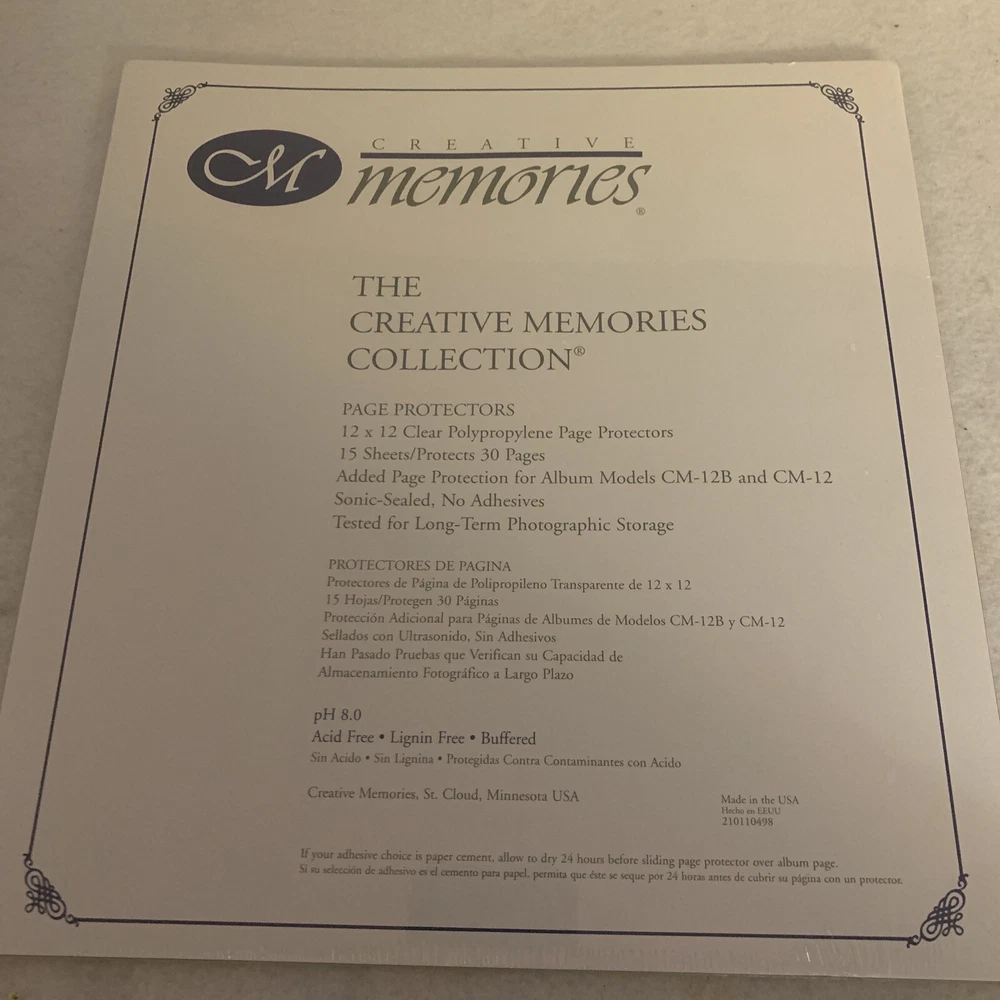 CM
CREATIVE
memories®
THE
CREATIVE MEMORIES
COLLECTION®
PAGE PROTECTORS
12 x 12 Clear Polypropylene Page Protectors
15 Sheets/Protects 30 Pages
Added Page Protection for Album Models CM-12B and CM-12
Sonic-Sealed, No Adhesives
Tested for Long-Term Photographic Storage
PROTECTORES DE PAGINA
Protectores de Página de Polipropileno Transparente de 12 x 12
15 Hojas/Protegen 30 Páginas
Protección Adicional para Páginas de Albumes de Modelos CM-12B y CM-12
Sellados con Ultrasonido, Sin Adhesivos
Han Pasado Pruebas que Verifican su Capacidad de
Almacenamiento Fotográfico a Largo Plazo
pH 8.0
Acid Free • Lignin Free • Buffered
Sin Acido • Sin Lignina • Protegidas Contra Contaminantes con Acido
Creative Memories, St. Cloud, Minnesota USA
Made in the USA
Hecho en EEUU
210110498
If your adhesive choice is paper cement, allow to dry 24 hours before sliding page protector over album page.
Si su selección de adhesivo es el cemento para papel, permita que éste se seque por 24 horas antes de cubrir su página con un protector.